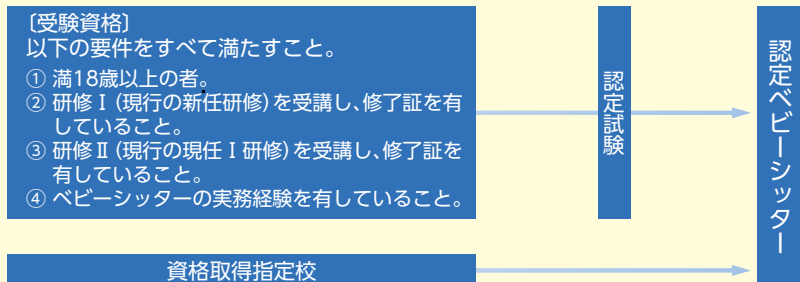 〔受験資格〕
以下の要件をすべて満たすこと。
① 満18歳以上の者。
② 研修Ⅰ(現行の新任研修)を受講し、修了証を有
していること。
③ 研修Ⅱ(現行の現任Ⅰ研修)を受講し、修了証を
有していること。
④ ベビーシッターの実務経験を有していること。
認定試験
認定ベビーシッター
資格取得指定校